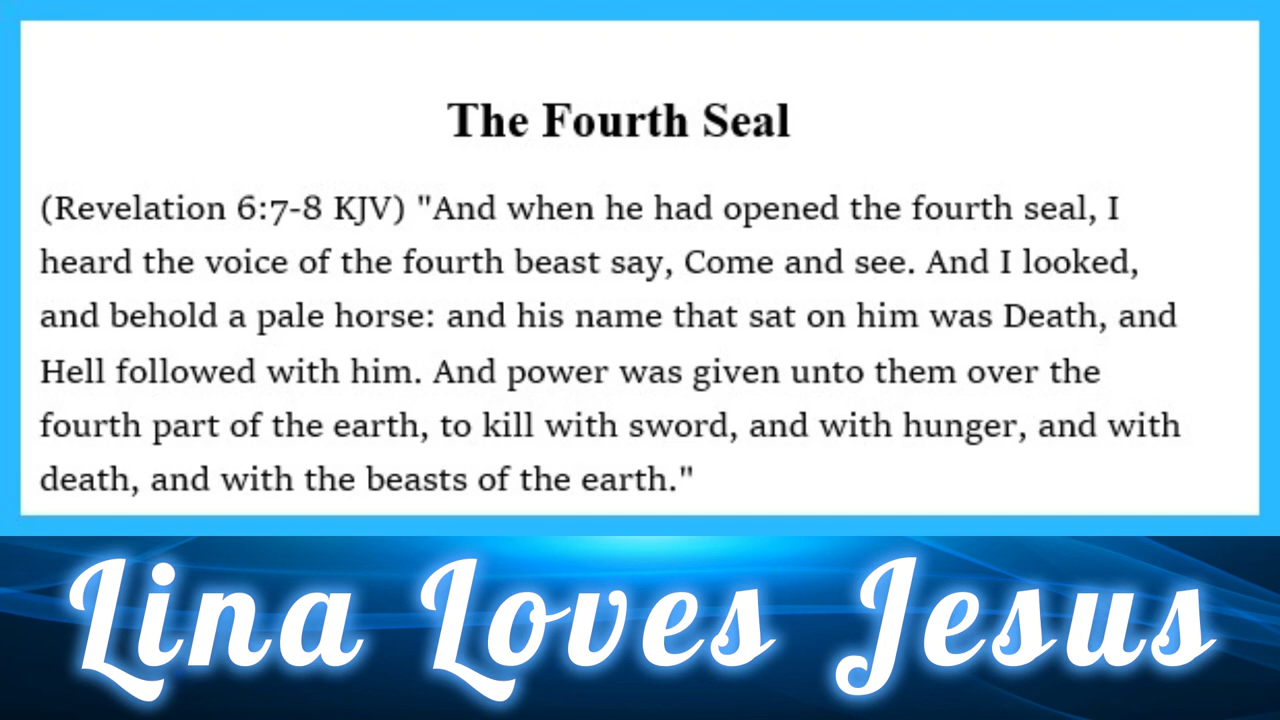 The Fourth Seal
(Revelation 6:7-8 KJV) "And when he had opened the fourth seal, I
heard the voice of the fourth beast say, Come and see. And I looked,
and behold a pale horse: and his name that sat on him was Death, and
Hell followed with him. And power was given unto them over the
fourth part of the earth, to kill with sword, and with hunger, and with
death, and with the beasts of the earth."
Lina Loves Jesus